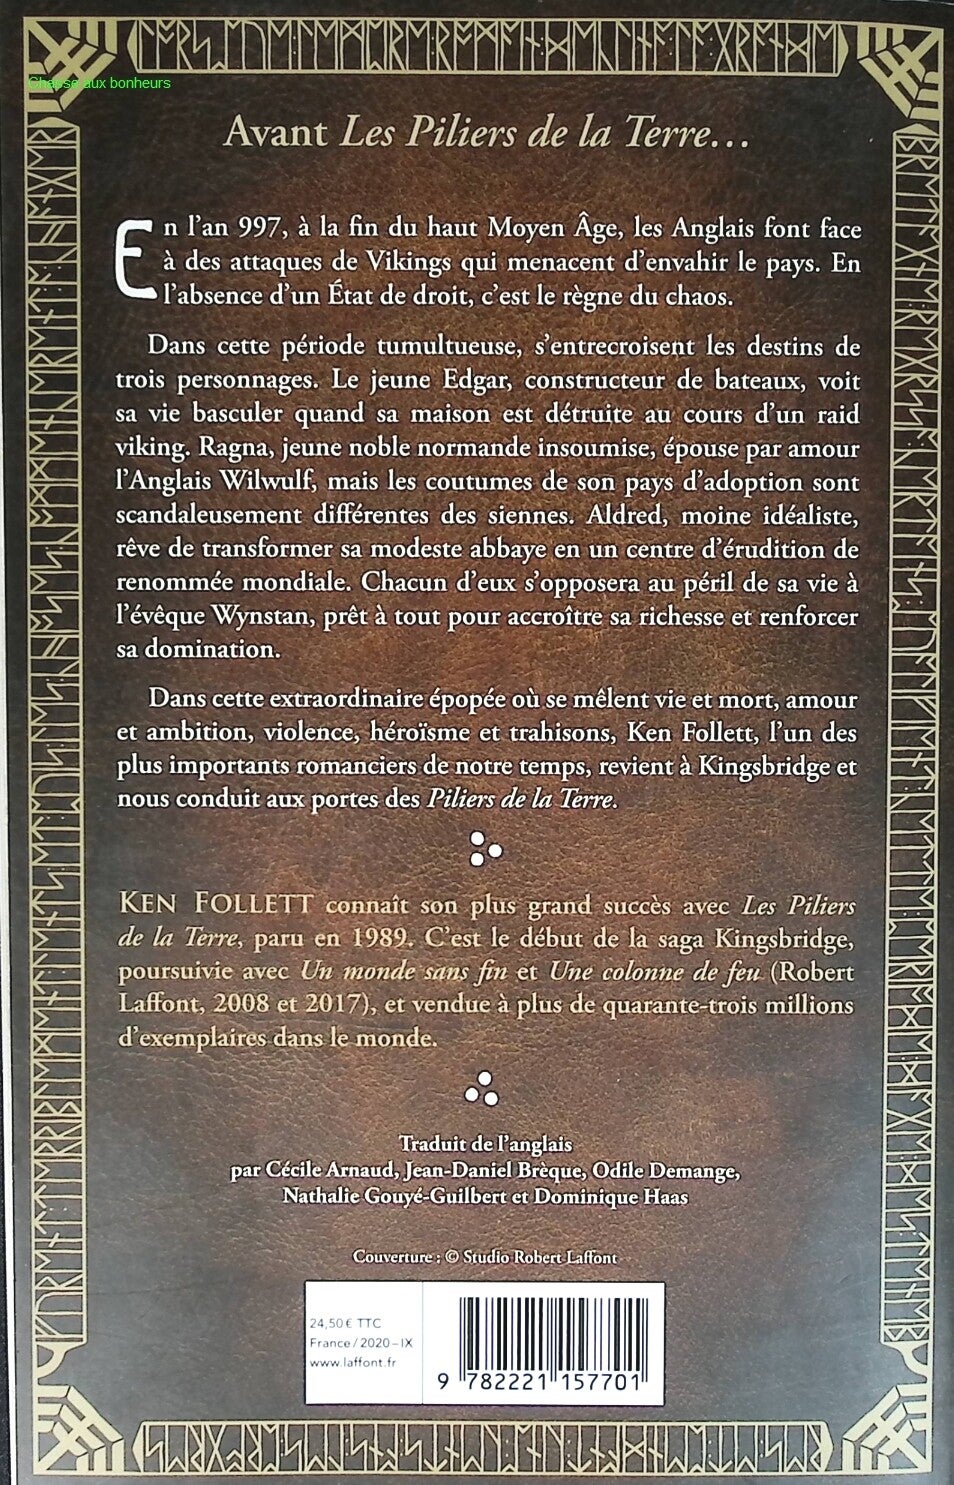 Chasse aux bonheurs
Avant Les Piliers de la Terre...
En l'an 997, à la fin du haut Moyen Âge, les Anglais font face
à des attaques de Vikings qui menacent d'envahir le pays. En
l'absence d'un État de droit, c'est le règne du chaos.
Dans cette période tumultueuse, s'entrecroisent les destins de
trois personnages. Le jeune Edgar, constructeur de bateaux, voit
sa vie basculer quand sa maison est détruite au cours d'un raid
viking. Ragna, jeune noble normande insoumise, épouse par amour
l'Anglais Wilwulf, mais les coutumes de son pays d'adoption sont
scandaleusement différentes des siennes. Aldred, moine idéaliste,
rêve de transformer sa modeste abbaye en un centre d'érudition de
renommée mondiale. Chacun d'eux s'opposera au péril de sa vie à
l'évêque Wynstan, prêt à tout pour accroître sa richesse et renforcer
sa domination.
Dans cette extraordinaire épopée où se mêlent vie et mort, amour
et ambition, violence, héroïsme et trahisons, Ken Follett, l'un des
plus importants romanciers de notre temps, revient à Kingsbridge et
nous conduit aux portes des Piliers de la Terre.
KEN FOLLETT connaît son plus grand succès avec Les Piliers
de la Terre, paru en 1989. C'est le début de la saga Kingsbridge,
poursuivie avec Un monde sans fin et Une colonne de feu (Robert
Laffont, 2008 et 2017), et vendue à plus de quarante-trois millions
d'exemplaires dans le monde.
Traduit de l'anglais
par Cécile Arnaud, Jean-Daniel Brèque, Odile Demange,
Nathalie Gouyé-Guilbert et Dominique Haas
Couverture : © Studio Robert Laffont
24,50 € TTC
France / 2020 – IX
www.laffont.fr
9 782221 157701